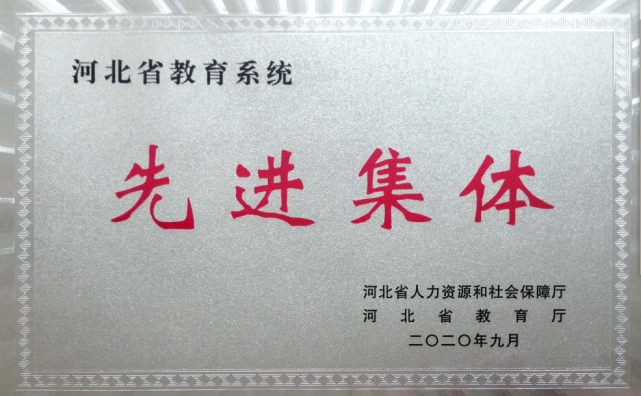 河北省教育系统
先进集体
河北省人力资源和社会保障厅
河北省教育厅
二〇二〇年九月